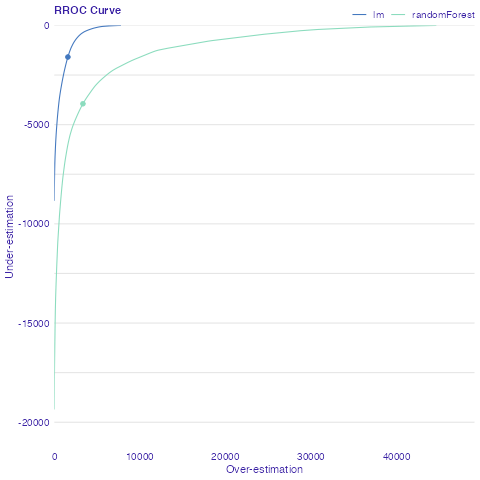 RROC Curve
lm
randomForest
0
-5000
-10000
-15000
-20000
Under-estimation
0 10000 20000 30000 40000
Over-estimation